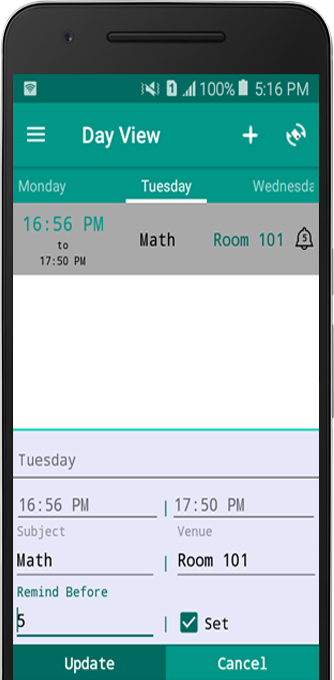 100% 5:16 PM
Day View
Monday Tuesday Wednesda
16:56 PM
to
17:50 PM
Math Room 101 5
Tuesday
16:56 PM | 17:50 PM
Subject Venue
Math | Room 101
Remind Before
5 | Set
Update Cancel